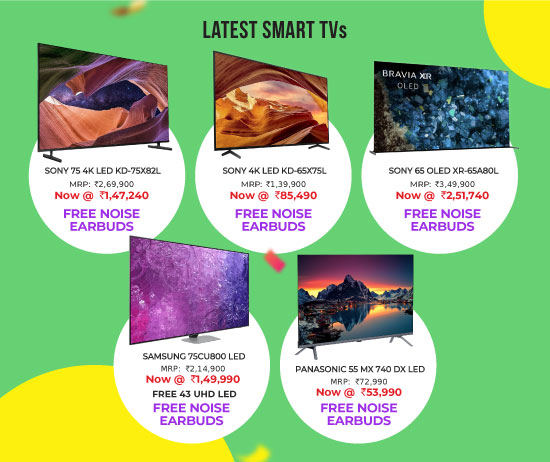 LATEST SMART TVs
BRAVIA XR
OLED
SONY 75 4K LED KD-75X82L
MRP: ₹2,69,900
Now @ ₹1,47,240
FREE NOISE
EARBUDS
SONY 4K LED KD-65X75L
MRP: ₹1,39,900
Now @ ₹85,490
FREE NOISE
EARBUDS
SONY 65 OLED XR-65A80L
MRP: ₹3,49,900
Now @ ₹2,51,740
FREE NOISE
EARBUDS
SAMSUNG 75CU800 LED
MRP: ₹2,14,900
Now @ ₹1,49,990
FREE 43 UHD LED
FREE NOISE
EARBUDS
PANASONIC 55 MX 740 DX LED
MRP: ₹72,990
Now @ ₹53,990
FREE NOISE
EARBUDS